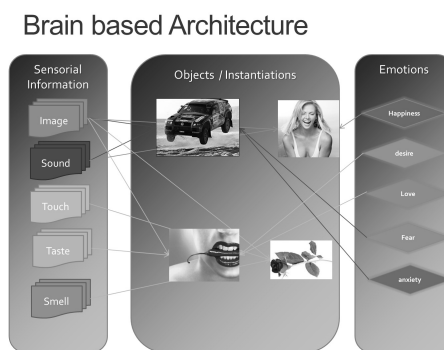 Brain based Architecture
Sensorial
Information
Objects / Instantiations
Emotions
Image
Happiness
Sound
desire
Touch
Love
Taste
Fear
Smell
anxiety